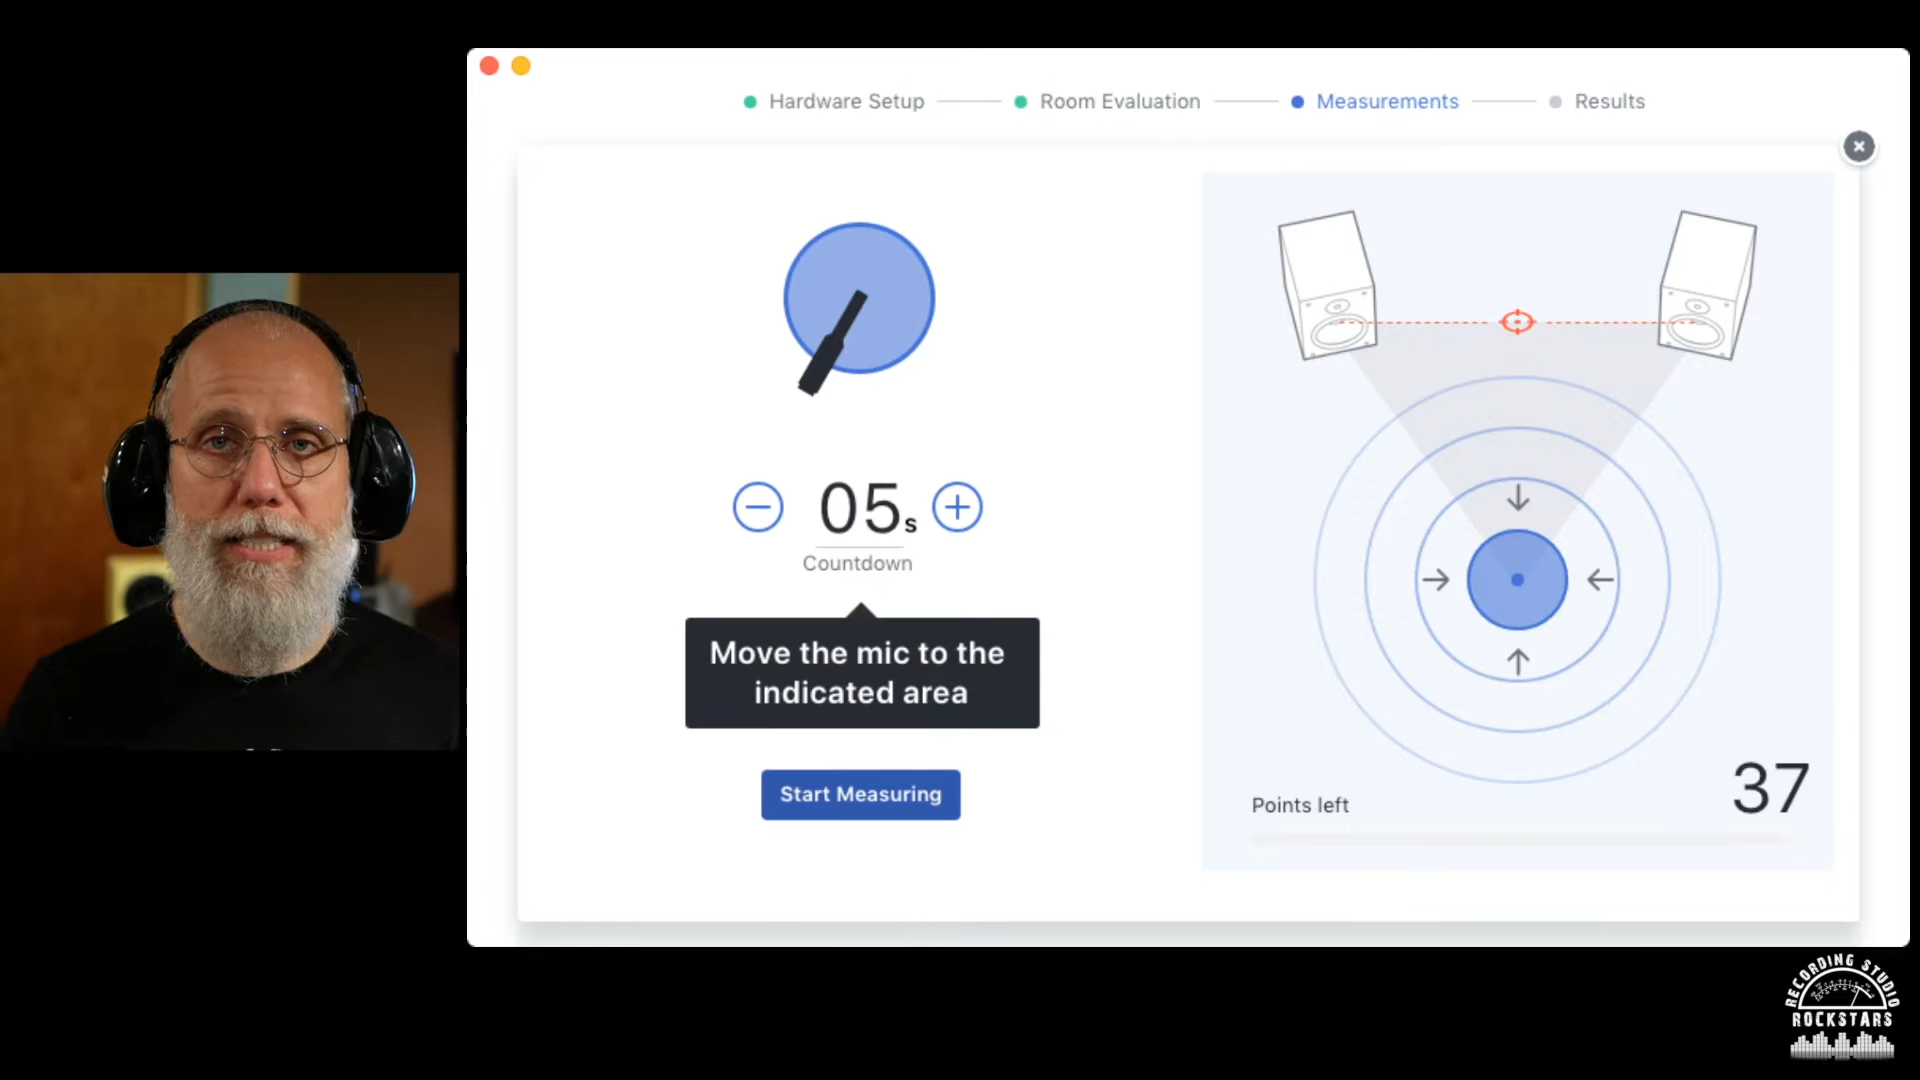 Hardware Setup
Room Evaluation
Measurements
Results
05s
Countdown
Move the mic to the
indicated area
Start Measuring
Points left
37
RECORDING STUDIO
ROCKSTARS